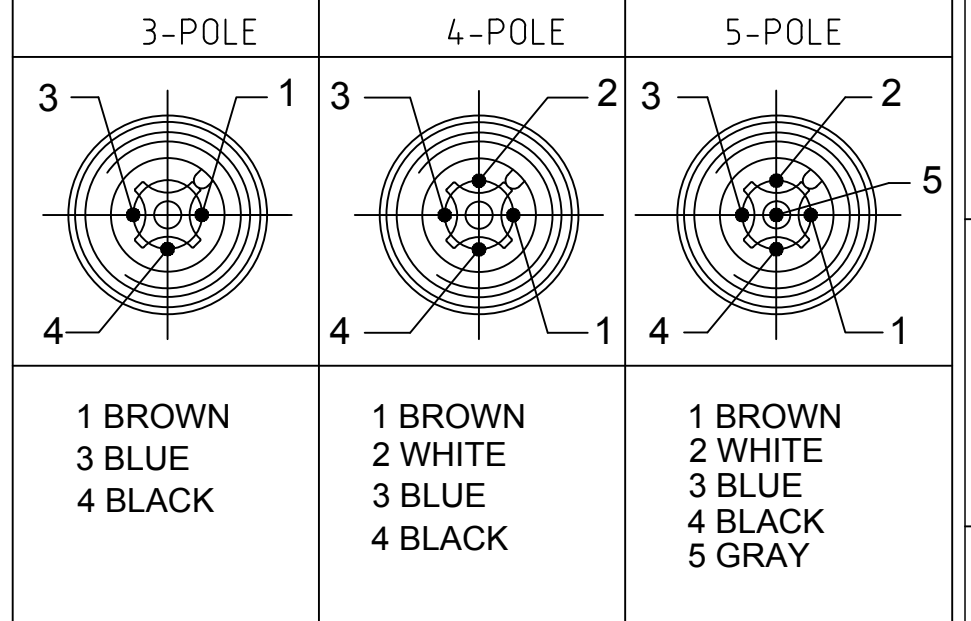 3-POLE
4-POLE
5-POLE
3
1
4
3
2
4
1
3
2
5
4
1
1 BROWN
3 BLUE
4 BLACK
1 BROWN
2 WHITE
3 BLUE
4 BLACK
1 BROWN
2 WHITE
3 BLUE
4 BLACK
5 GRAY